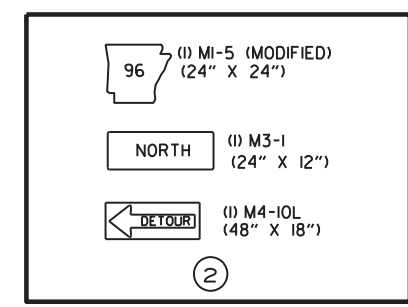 96
(1) M1-5 (MODIFIED)
(24" X 24")
NORTH
(1) M3-1
(24" X 12")
DETOUR
(1) M4-10L
(48" X 18")
2